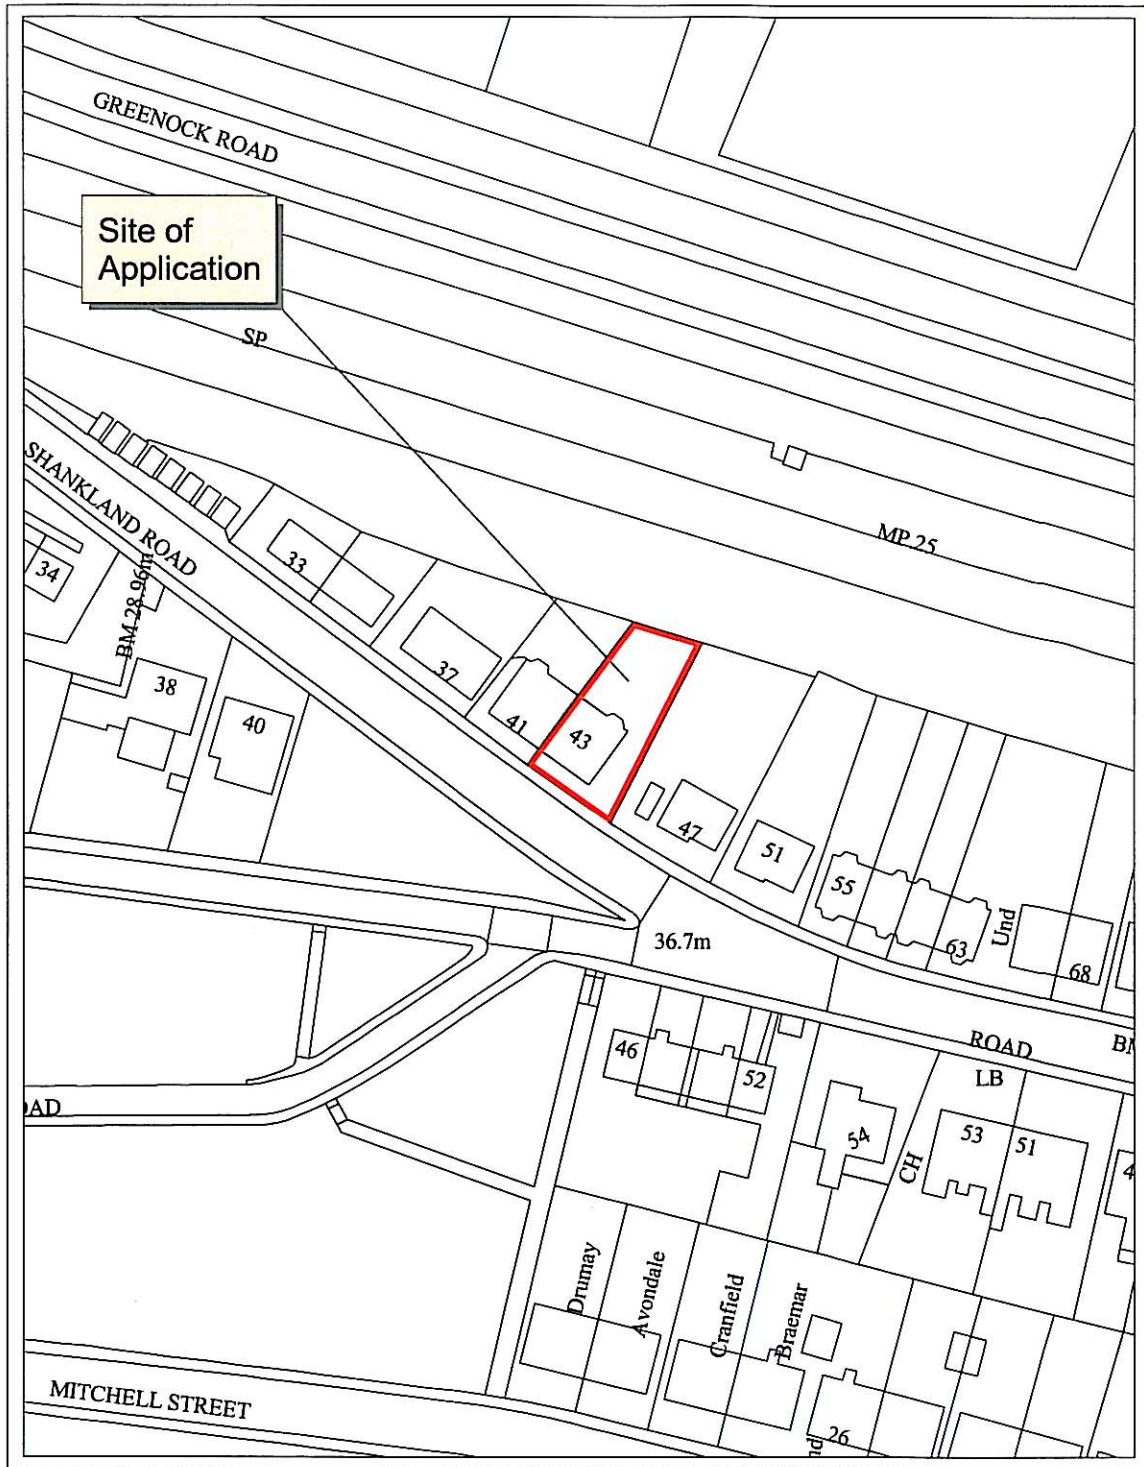 GREENOCK ROAD
Site of
Application
SP
MP 25
SHANKLAND ROAD
34
BM 28.96m
33
37
41
43
38
40
47
51
55
63
Und
68
36.7m
46
52
ROAD
LB
54
CH
53
51
Drumay
Avondale
Cranfield
Braemar
26
MITCHELL STREET